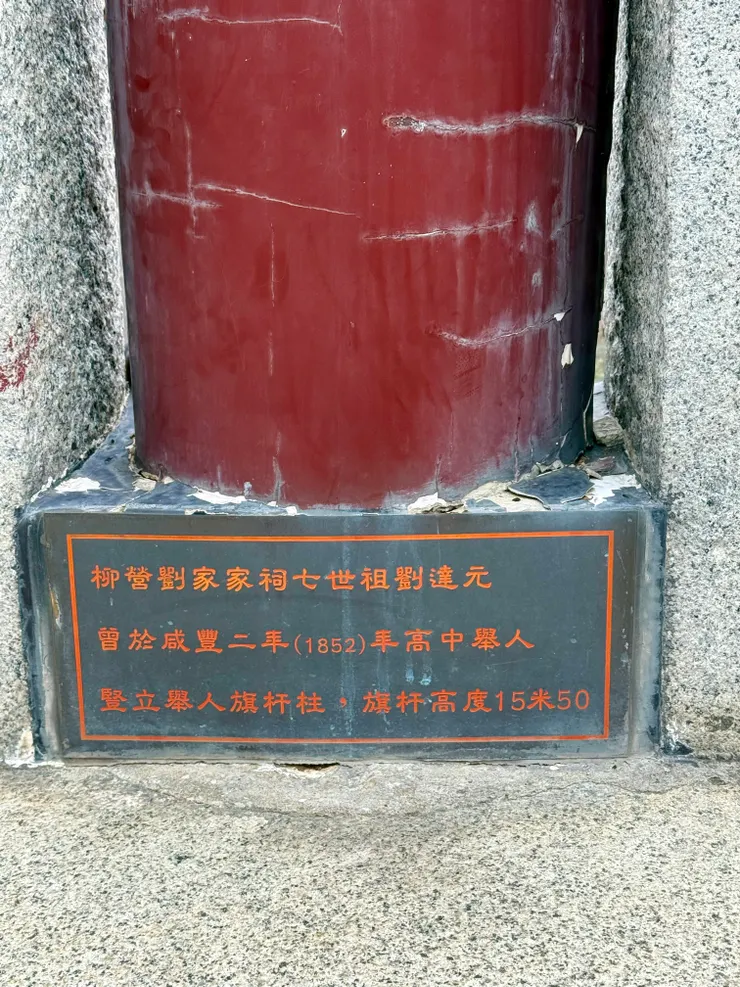 柳營劉家家祠七世祖劉達元
曾於咸豐二年(1852)年高中舉人
豎立舉人旗杆柱，旗杆高度15米50